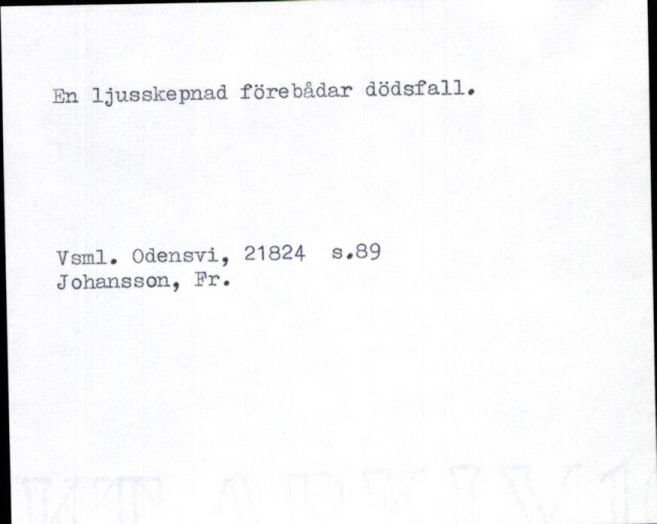 En ljusskepnad förebådar dödsfall.
Vsml. Odensvi, 21824 s.89
Johansson, Fr.